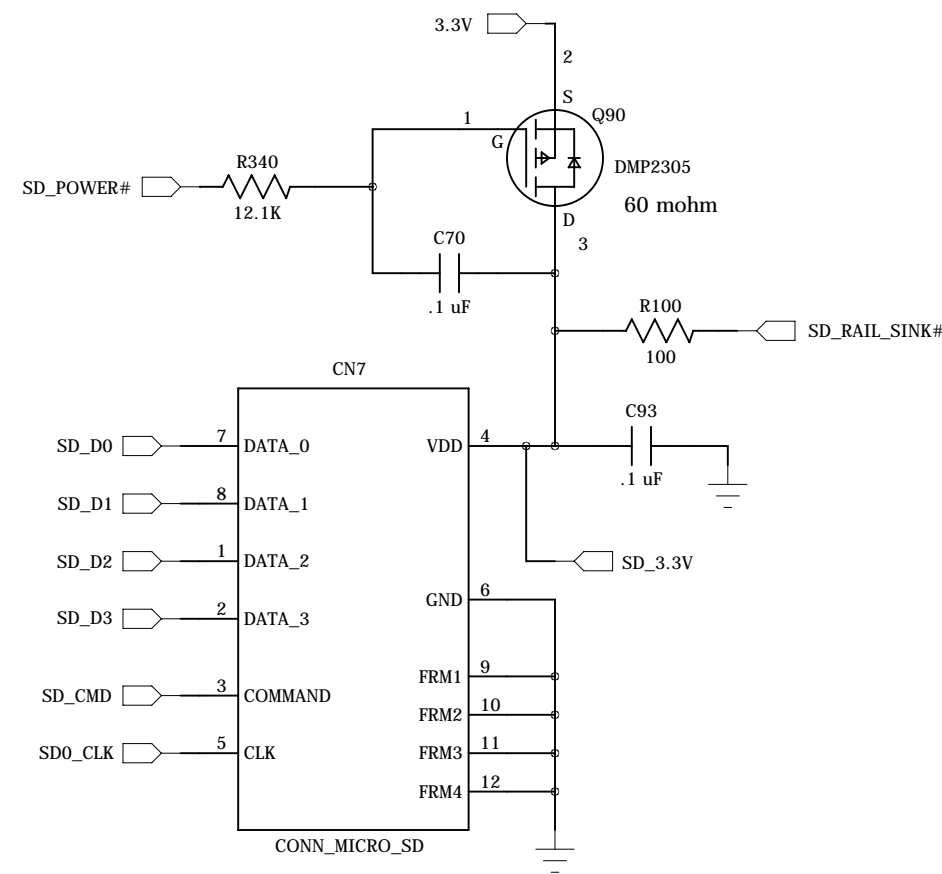 3.3V
2
S
Q90
1
G
R340
DMP2305
SD_POWER#
12.1K
60 mohm
D
C70
3
.1 uF
R100
SD_RAIL_SINK#
100
CN7
C93
SD_D0 7 DATA_0 VDD 4
.1 uF
SD_D1 8 DATA_1
SD_D2 1 DATA_2 SD_3.3V
GND 6
SD_D3 2 DATA_3
FRM1 9
SD_CMD 3 COMMAND
FRM2 10
SD0_CLK 5 CLK FRM3 11
FRM4 12
CONN_MICRO_SD